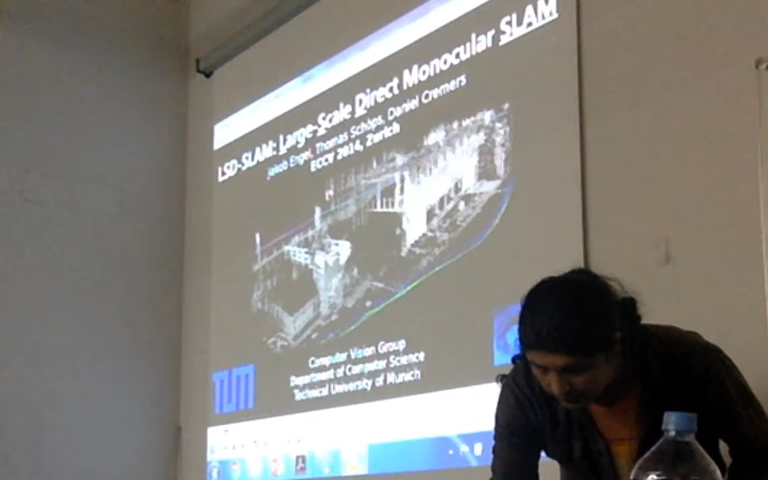 LSD-SLAM: Large-Scale Direct Monocular SLAM
Jakob Engel, Thomas Schöps, Daniel Cremers
ECCV 2014, Zurich
Computer Vision Group
Department of Computer Science
Technical University of Munich
TUM